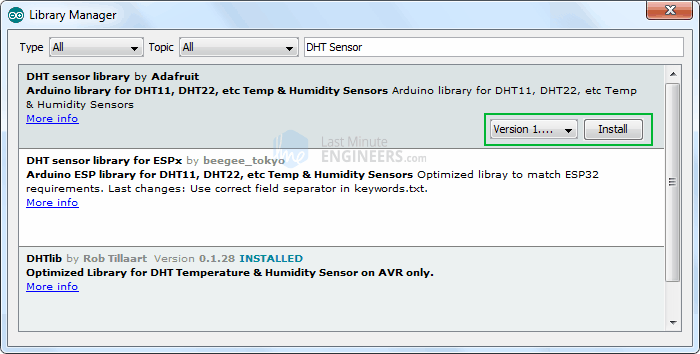 Library Manager
Type All Topic All DHT Sensor
DHT sensor library by Adafruit
Arduino library for DHT11, DHT22, etc Temp & Humidity Sensors Arduino library for DHT11, DHT22, etc Temp
& Humidity Sensors
More info
Version 1.... Install
Last Minute
ENGINEERS.com
DHT sensor library for ESPx by beegee_tokyo
Arduino ESP library for DHT11, DHT22, etc Temp & Humidity Sensors Optimized libray to match ESP32
requirements. Last changes: Use correct field separator in keywords.txt.
More info
DHTlib by Rob Tillaart Version 0.1.28 INSTALLED
Optimized Library for DHT Temperature & Humidity Sensor on AVR only.
More info